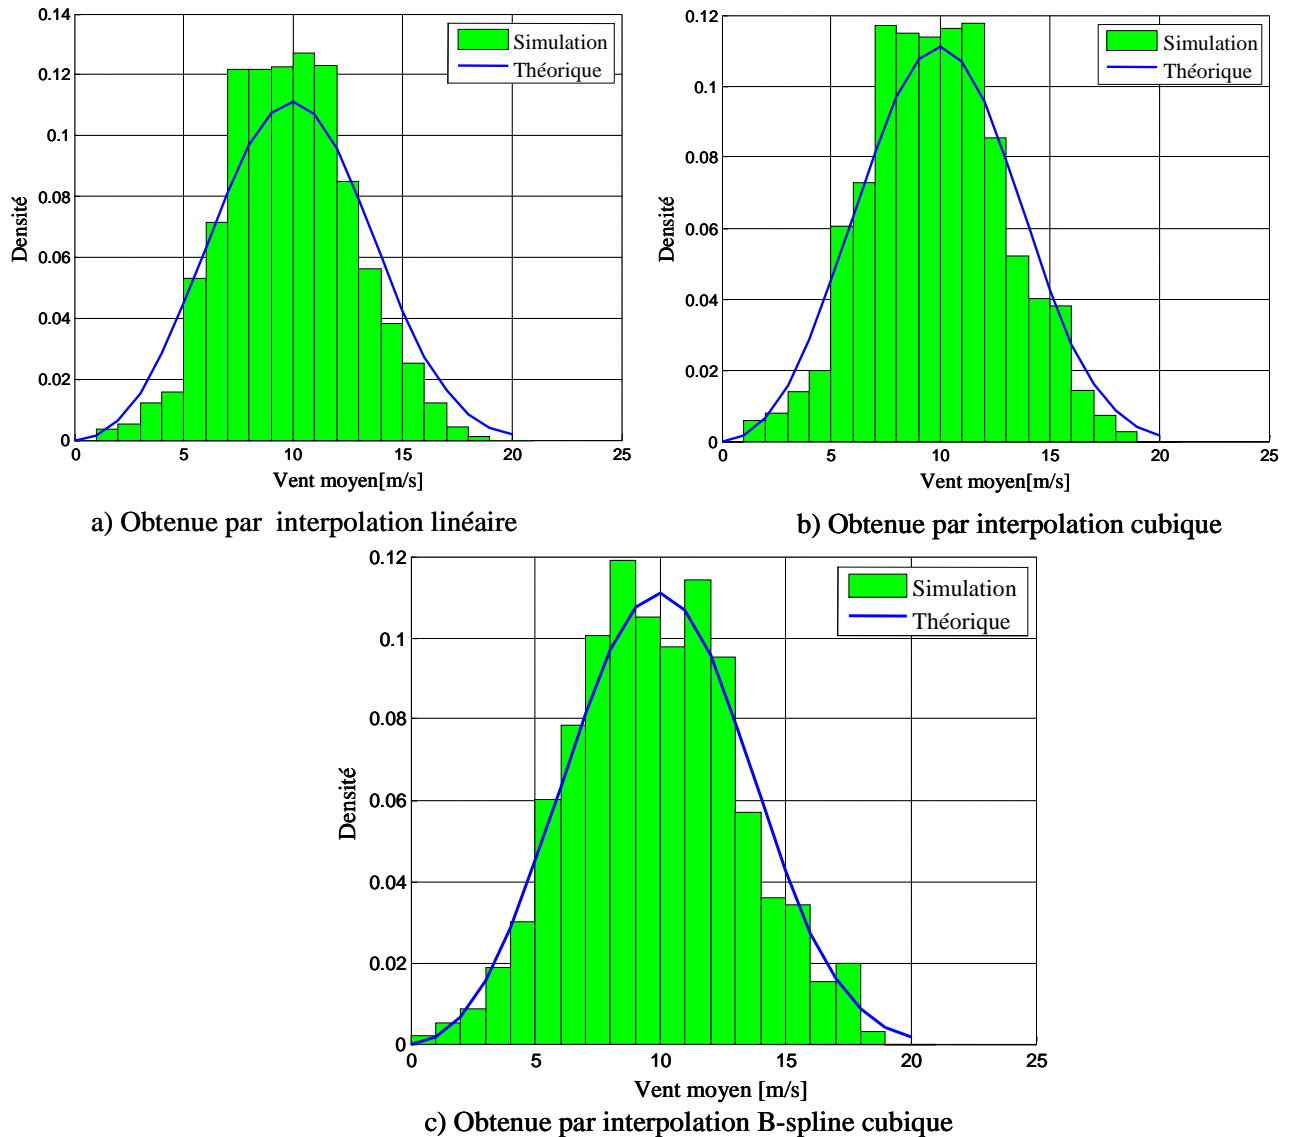 0.14
0.12
0.1
0.08
0.06
0.04
0.02
0
Densité
0 5 10 15 20 25
Vent moyen[m/s]
Simulation
Théorique
a) Obtenue par interpolation linéaire
0.12
0.1
0.08
0.06
0.04
0.02
0
Densité
0 5 10 15 20 25
Vent moyen[m/s]
Simulation
Théorique
b) Obtenue par interpolation cubique
0.12
0.1
0.08
0.06
0.04
0.02
0
Densité
0 5 10 15 20 25
Vent moyen [m/s]
Simulation
Théorique
c) Obtenue par interpolation B-spline cubique